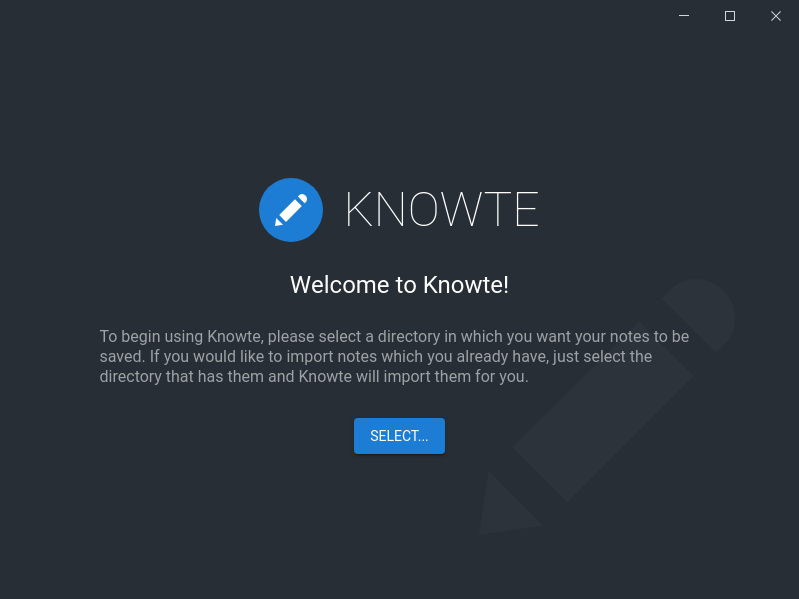 KNOWTE
Welcome to Knowte!
To begin using Knowte, please select a directory in which you want your notes to be
saved. If you would like to import notes which you already have, just select the
directory that has them and Knowte will import them for you.
SELECT...